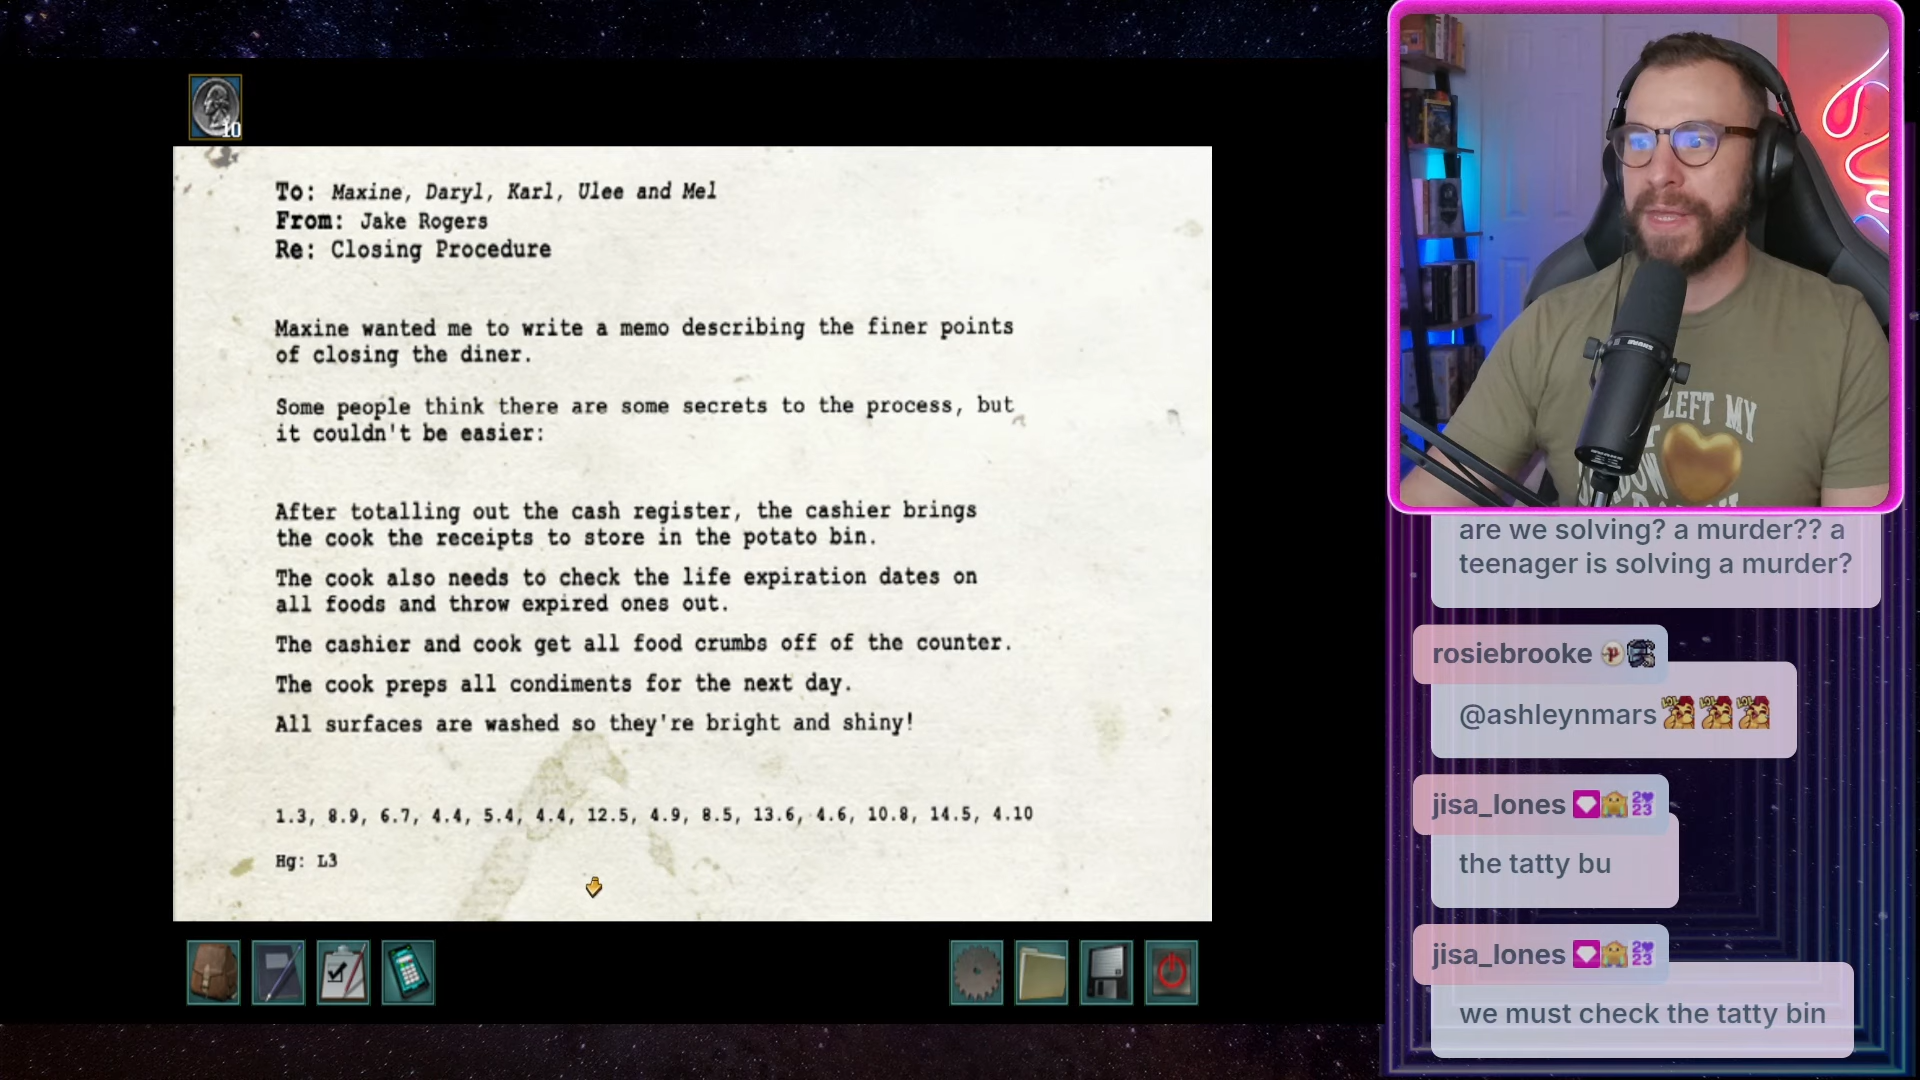 10
To: Maxine, Daryl, Karl, Ulee and Mel
From: Jake Rogers
Re: Closing Procedure
Maxine wanted me to write a memo describing the finer points
of closing the diner.
Some people think there are some secrets to the process, but
it couldn't be easier:
After totalling out the cash register, the cashier brings
the cook the receipts to store in the potato bin.
The cook also needs to check the life expiration dates on
all foods and throw expired ones out.
The cashier and cook get all food crumbs off of the counter.
The cook preps all condiments for the next day.
All surfaces are washed so they're bright and shiny!
1.3, 8.9, 6.7, 4.4, 5.4, 4.4, 12.5, 4.9, 8.5, 13.6, 4.6, 10.8, 14.5, 4.10
Hg: L3
LEFT MY
are we solving? a murder?? a
teenager is solving a murder?
rosiebrooke
@ashleynmars
jisa_lones
the tatty bu
jisa_lones
we must check the tatty bin